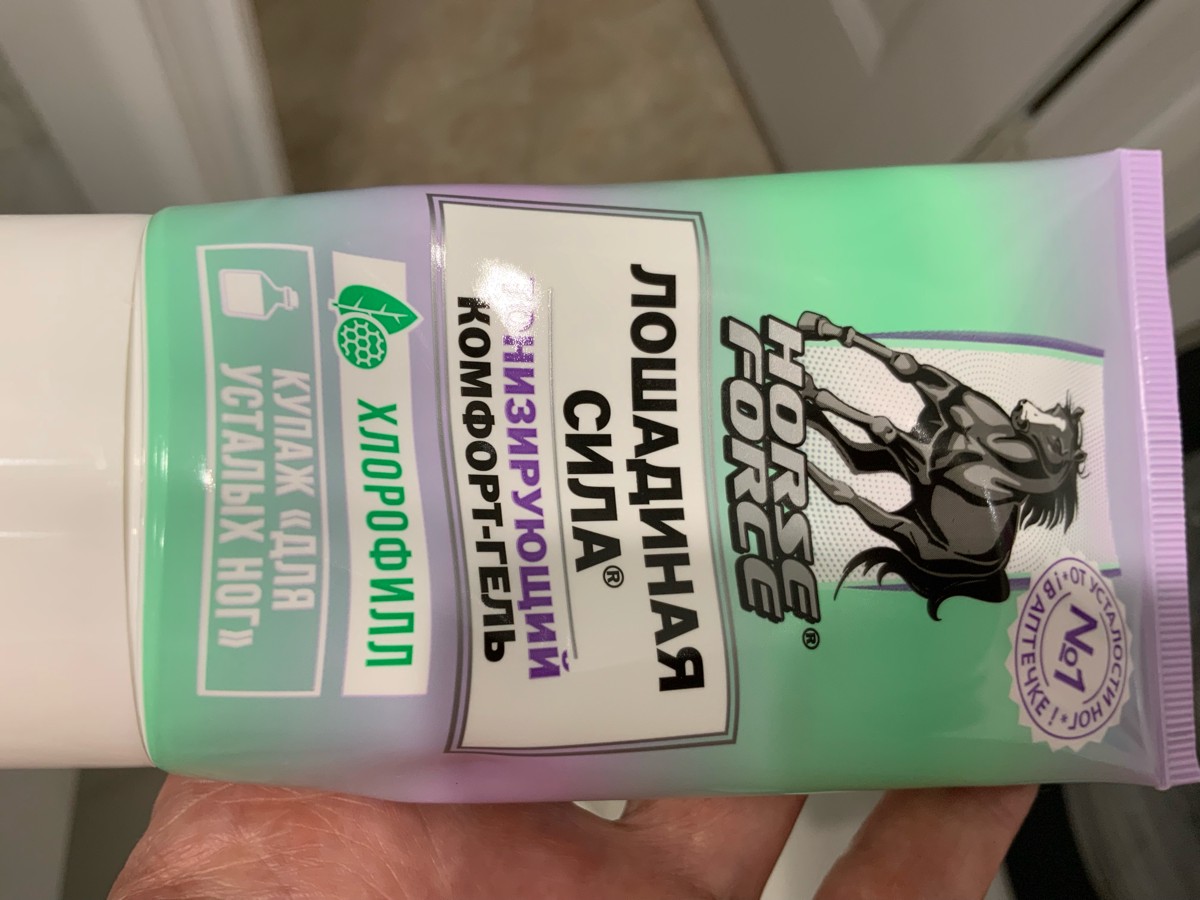 ОТ УСТАЛОСТИ НОГ
№1
В АПТЕЧКЕ!
HORSE
FORCE®
ЛОШАДИНАЯ
СИЛА®
ТОНИЗИРУЮЩИЙ
КОМФОРТ-ГЕЛЬ
ХЛОРОФИЛЛ
КУПАЖ «ДЛЯ
УСТАЛЫХ НОГ»